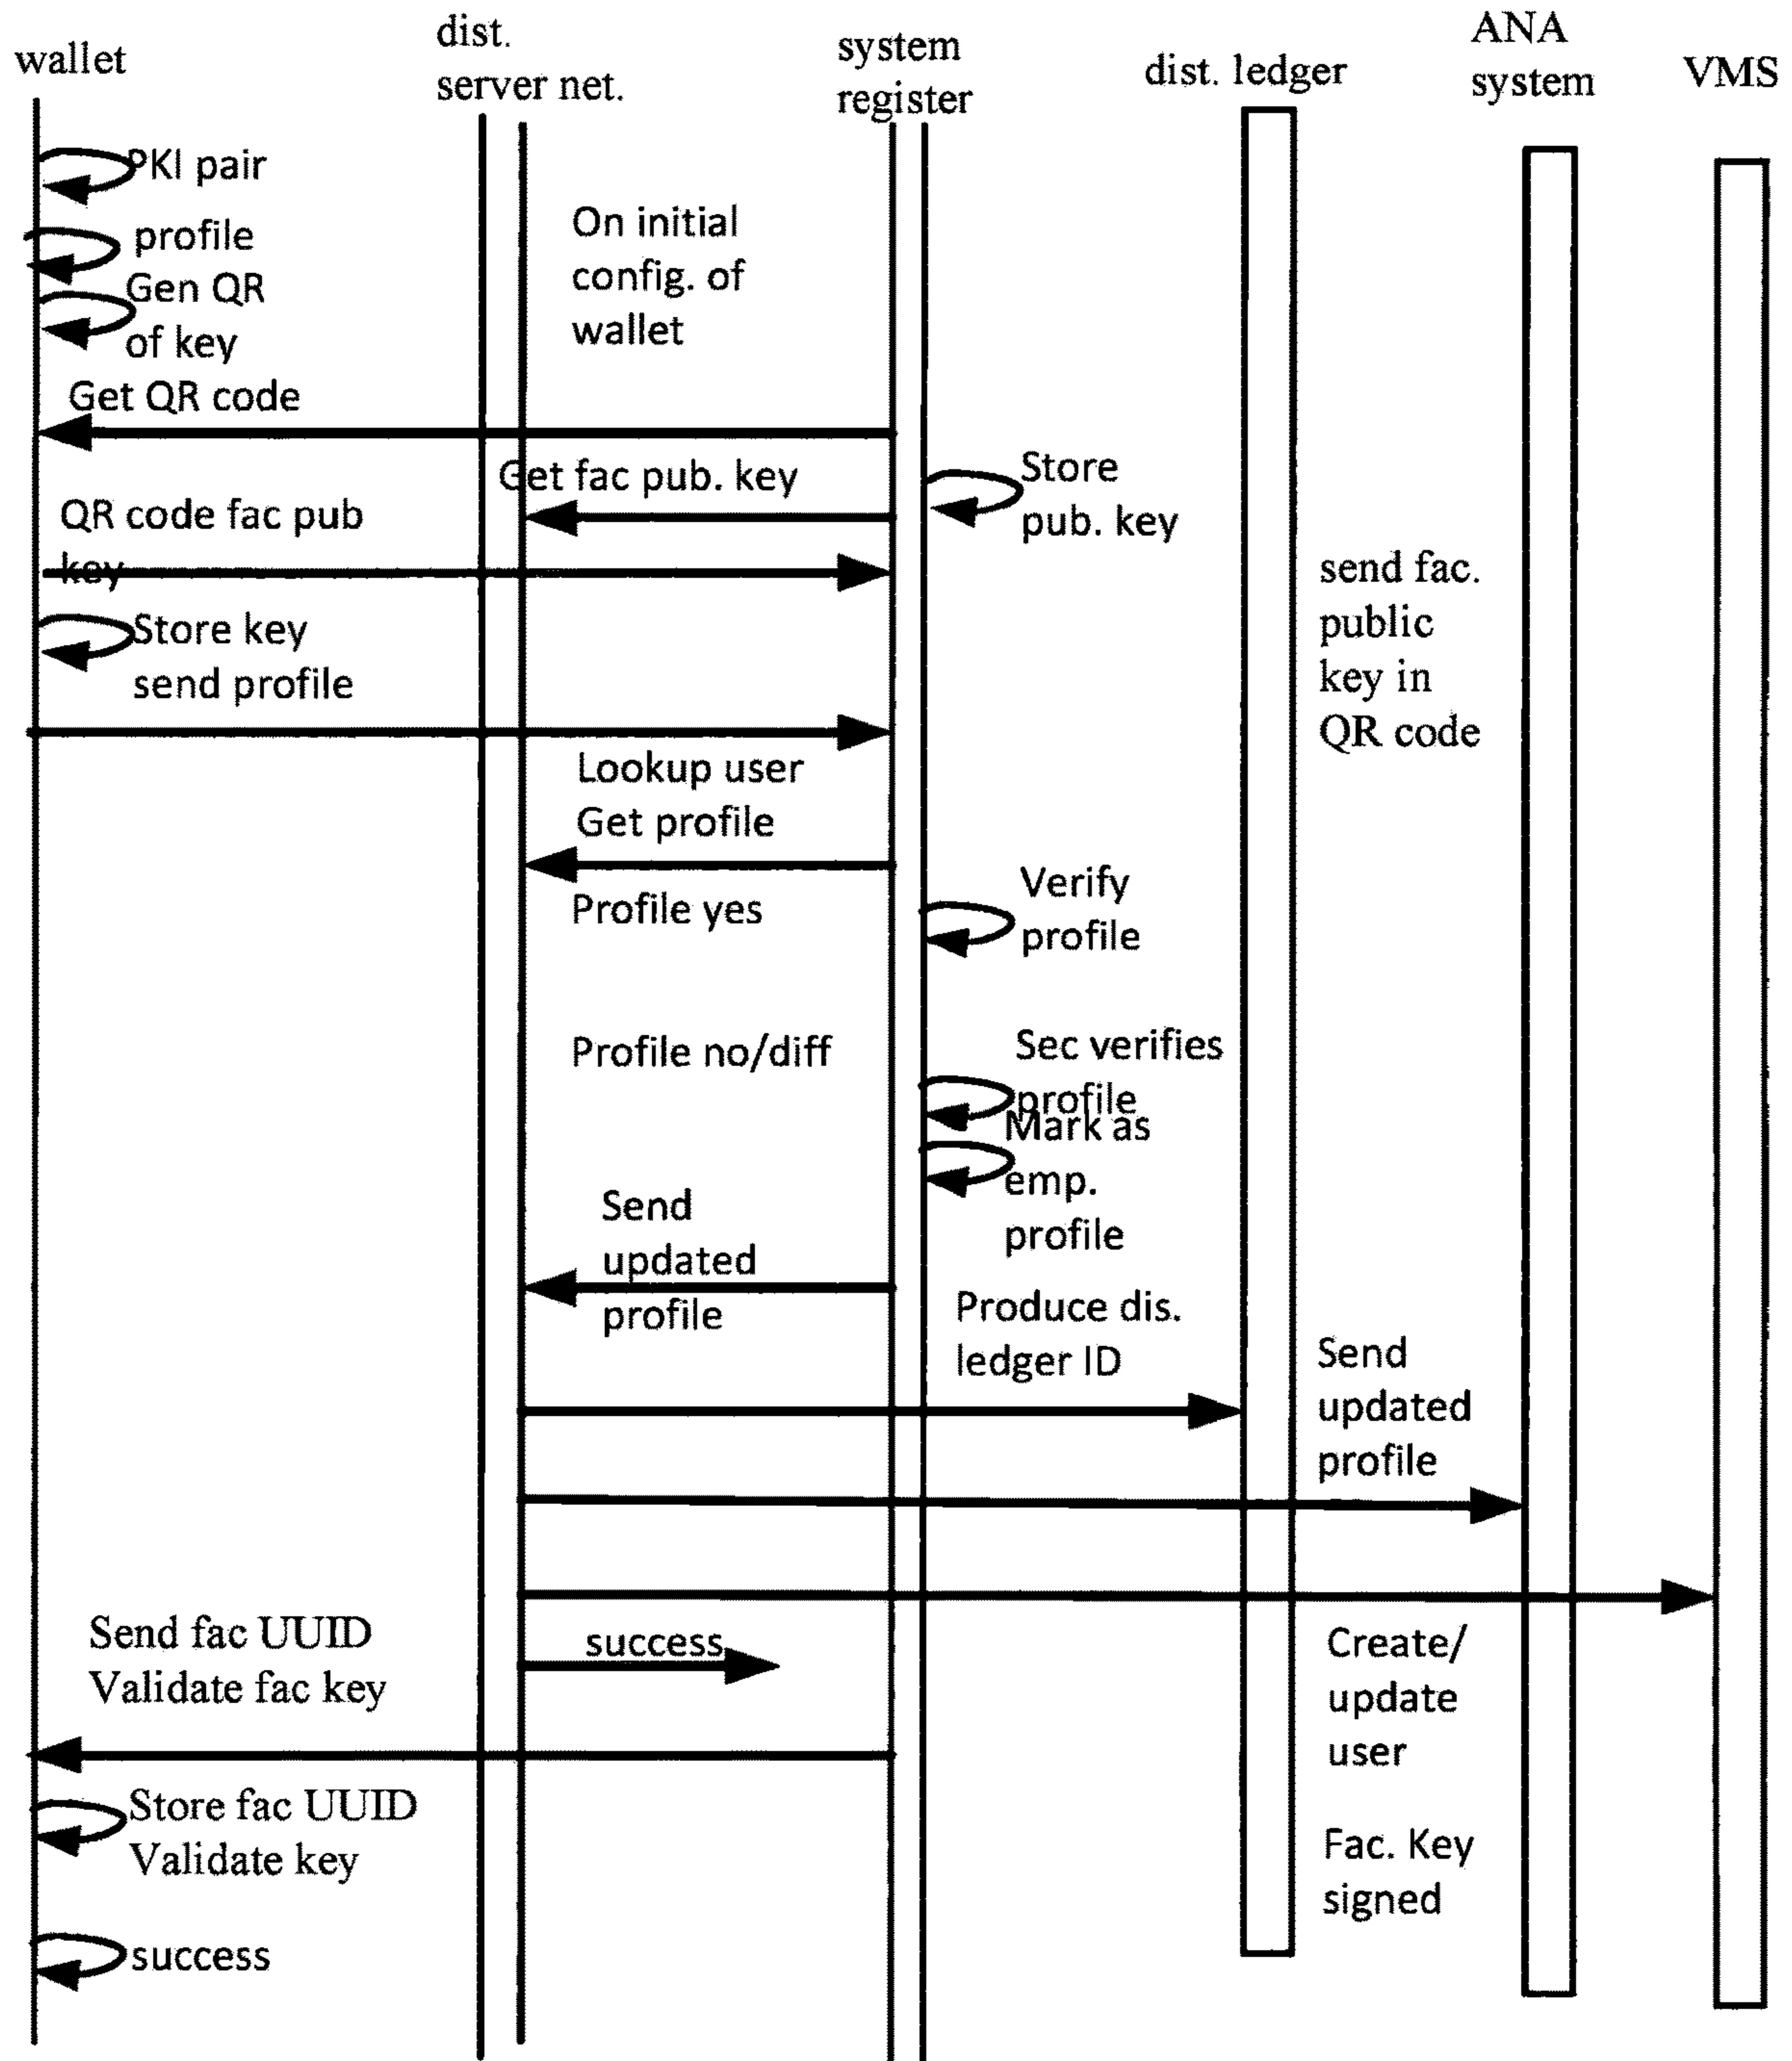 wallet
dist.
server net.
system
register
dist. ledger
ANA
system
VMS
PKI pair
profile
Gen QR
of key
On initial
config. of
wallet
Get QR code
Get fac pub. key
Store
pub. key
QR code fac pub
key
send fac.
public
key in
QR code
Store key
send profile
Lookup user
Get profile
Verify
profile
Profile yes
Profile no/diff
Sec verifies
profile
Mark as
emp.
profile
Send
updated
profile
Produce dis.
ledger ID
Send
updated
profile
Send fac UUID
Validate fac key
success
Create/
update
user
Store fac UUID
Validate key
Fac. Key
signed
success